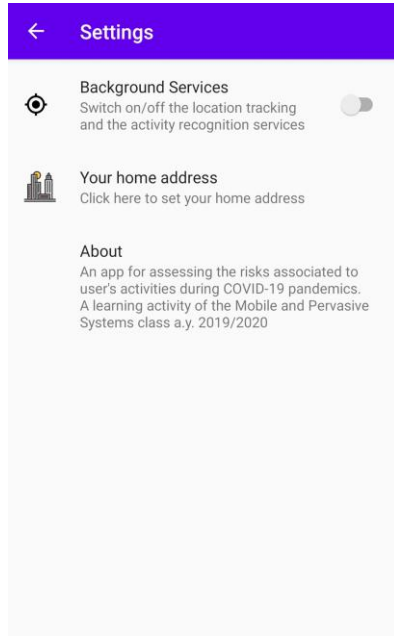 Settings
Background Services
Switch on/off the location tracking
and the activity recognition services
Your home address
Click here to set your home address
About
An app for assessing the risks associated to
user's activities during COVID-19 pandemics.
A learning activity of the Mobile and Pervasive
Systems class a.y. 2019/2020